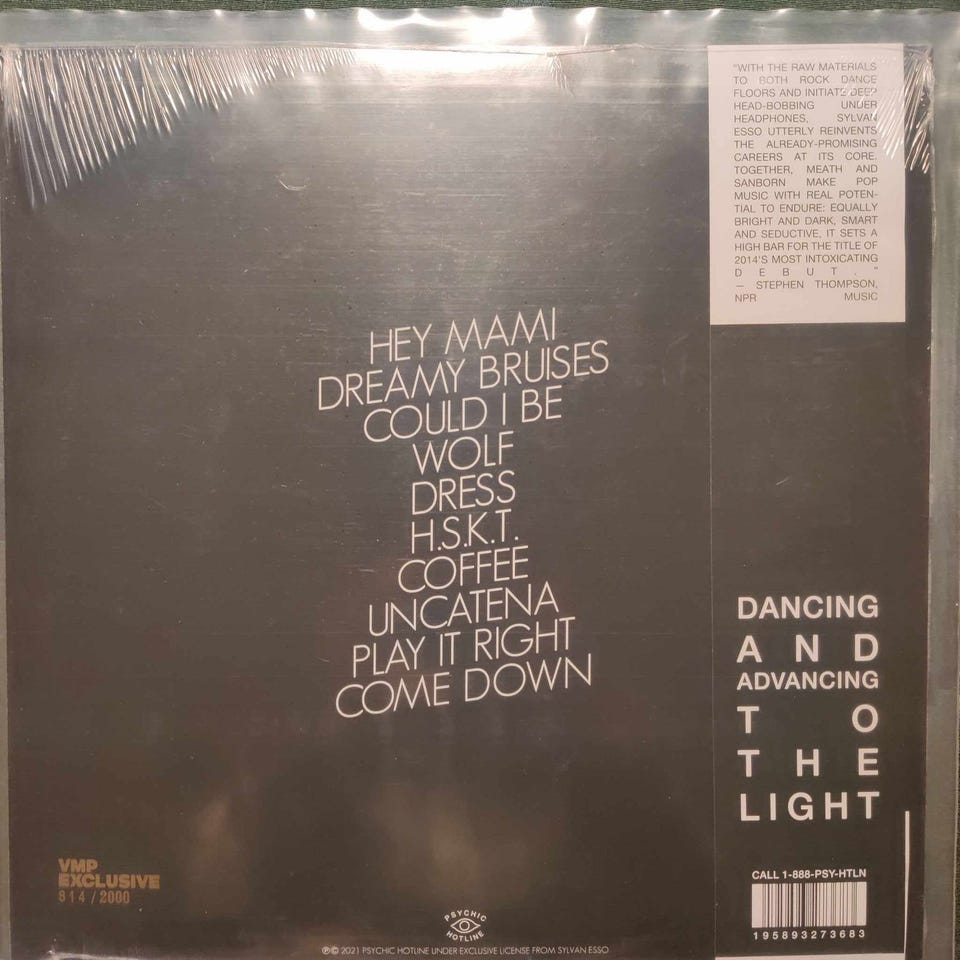 "WITH THE RAW MATERIALS
TO BOTH ROCK DANCE
FLOORS AND INITIATE DEEP
HEAD-BOBBING UNDER
HEADPHONES, SYLVAN
ESSO UTTERLY REINVENTS
THE ALREADY-PROMISING
CAREERS AT ITS CORE.
TOGETHER, MEATH AND
SANBORN MAKE POP
MUSIC WITH REAL POTEN-
TIAL TO ENDURE: EQUALLY
BRIGHT AND DARK, SMART
AND SEDUCTIVE, IT SETS A
HIGH BAR FOR THE TITLE OF
2014'S MOST INTOXICATING
DEBUT."
— STEPHEN THOMPSON,
NPR MUSIC
HEY MAMI
DREAMY BRUISES
COULD I BE
WOLF
DRESS
H.S.K.T.
COFFEE
UNCATENA
PLAY IT RIGHT
COME DOWN
DANCING
AND
ADVANCING
TO
THE
LIGHT
VMP
EXCLUSIVE
814/2000
CALL 1-888-PSY-HTLN
195893273683
PSYCHIC
HOTLINE
℗© 2021 PSYCHIC HOTLINE UNDER EXCLUSIVE LICENSE FROM SYLVAN ESSO